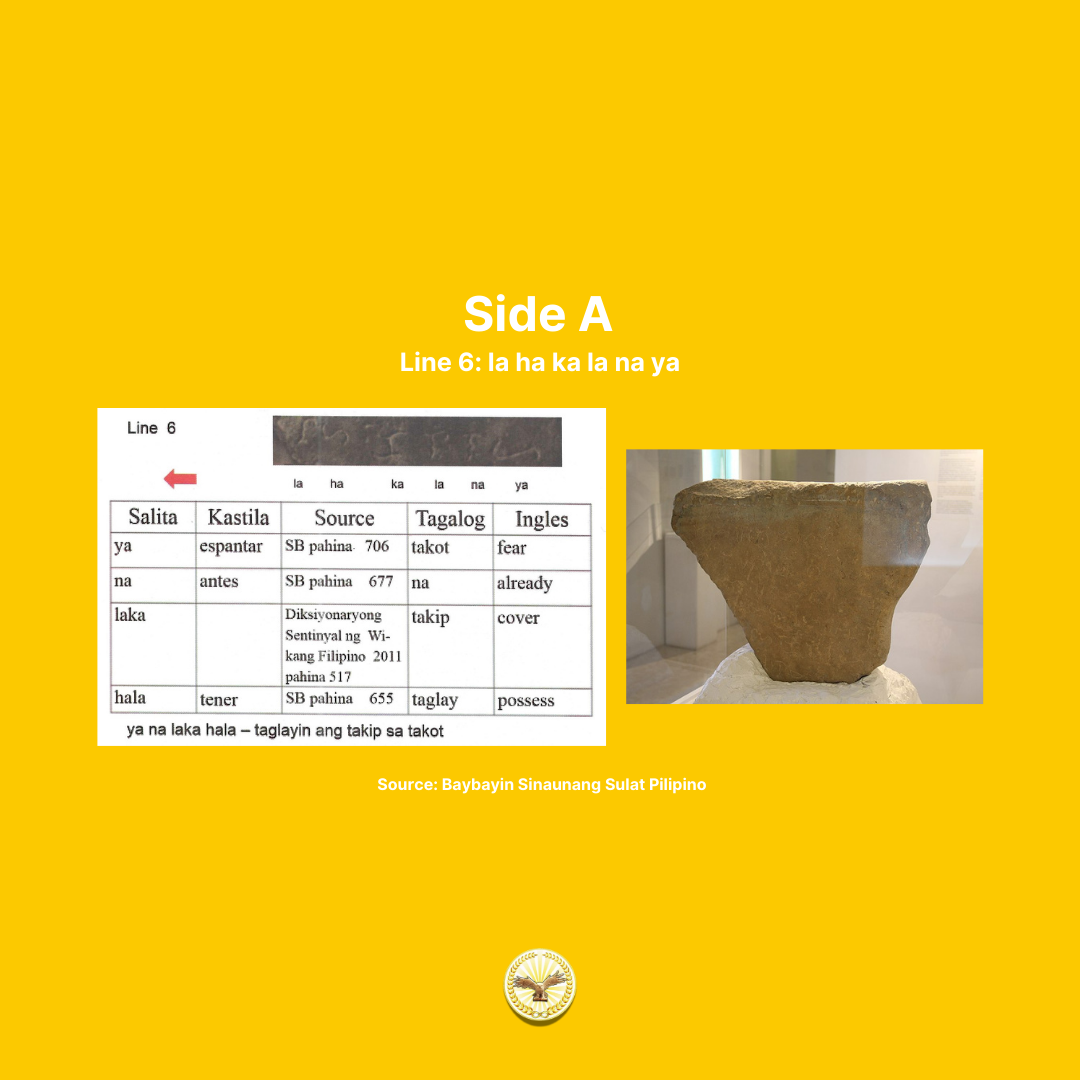 Side A
Line 6: la ha ka la na ya
Line 6
la ha ka la na ya
Salita Kastila Source Tagalog Ingles
ya espantar SB pahina 706 takot fear
na antes SB pahina 677 na already
laka Diksiyonaryong takip cover
Sentinyal ng Wi-
kang Filipino 2011
pahina 517
hala tener SB pahina 655 taglay possess
ya na laka hala – taglayin ang takip sa takot
Source: Baybayin Sinaunang Sulat Pilipino